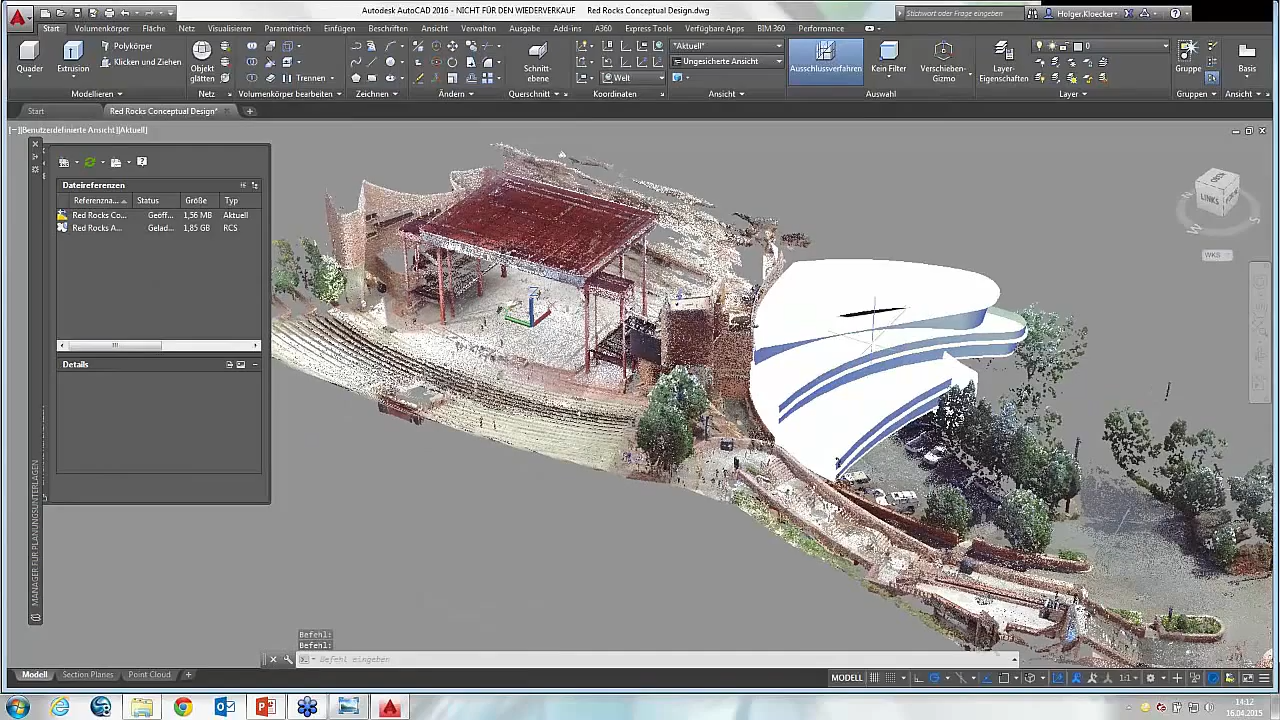 Autodesk AutoCAD 2016 - NICHT FÜR DEN WIEDERVERKAUF Red Rocks Conceptual Design.dwg
Stichwort oder Frage eingeben
Holger.Kloecker
Start Volumenkörper Fläche Netz Visualisieren Parametrisch Einfügen Beschriften Ansicht Verwalten Ausgabe Add-ins A360 Express Tools Verfügbare Apps BIM 360 Performance
Quader
Extrusion
Polykörper
Klicken und Ziehen
Objekt glätten
Trennen
Schnitt-ebene
Welt
*Aktuell*
Ungesicherte Ansicht
Ausschlussverfahren
Kein Filter
Verschieben-Gizmo
Layer-Eigenschaften
0
Gruppe
Basis
Modellieren
Netz
Volumenkörper bearbeiten
Zeichnen
Ändern
Querschnitt
Koordinaten
Ansicht
Auswahl
Layer
Gruppen
Ansicht
Start
Red Rocks Conceptual Design*
[−][Benutzerdefinierte Ansicht][Aktuell]
Dateireferenzen
Referenzna... Status Größe Typ
Red Rocks Co... Geöff... 1,56 MB Aktuell
Red Rocks A... Gelad... 1,85 GB RCS
Details
MANAGER FÜR PLANUNGSUNTERLAGEN
OBEN
LINKS
W
S
WKS
Befehl:
Befehl:
Befehl eingeben
Modell Section Planes Point Cloud
MODELL
1:1
14:12
16.04.2015